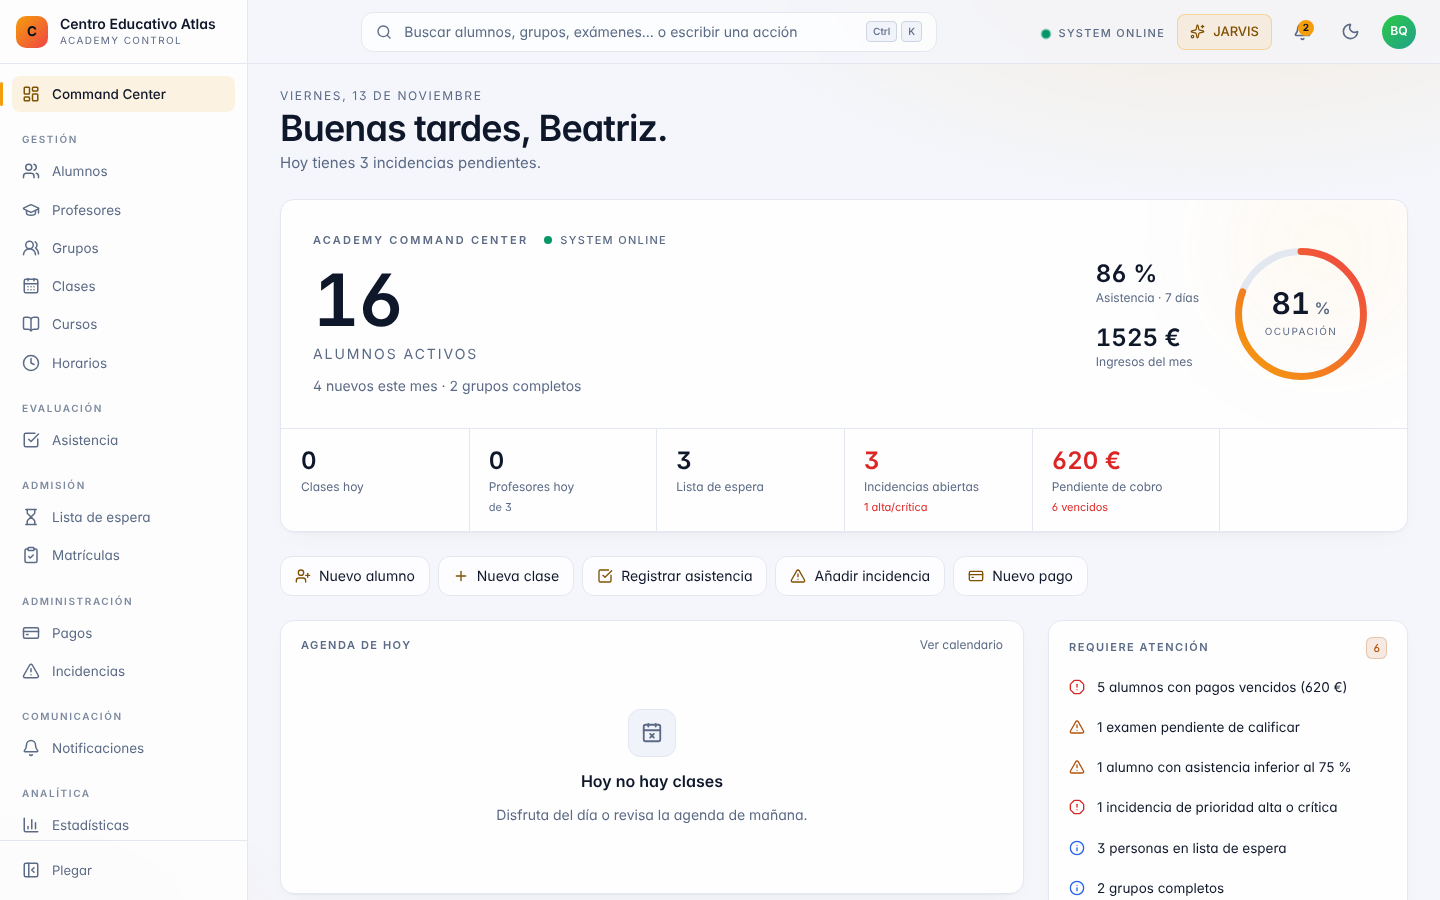 C
Centro Educativo Atlas
ACADEMY CONTROL
Buscar alumnos, grupos, exámenes... o escribir una acción
Ctrl K
SYSTEM ONLINE
JARVIS
2
BQ
Command Center
GESTIÓN
Alumnos
Profesores
Grupos
Clases
Cursos
Horarios
EVALUACIÓN
Asistencia
ADMISIÓN
Lista de espera
Matrículas
ADMINISTRACIÓN
Pagos
Incidencias
COMUNICACIÓN
Notificaciones
ANALÍTICA
Estadísticas
Plegar
VIERNES, 13 DE NOVIEMBRE
Buenas tardes, Beatriz.
Hoy tienes 3 incidencias pendientes.
ACADEMY COMMAND CENTER
SYSTEM ONLINE
16
ALUMNOS ACTIVOS
4 nuevos este mes · 2 grupos completos
86 %
Asistencia · 7 días
1525 €
Ingresos del mes
81 %
OCUPACIÓN
0
Clases hoy
0
Profesores hoy
de 3
3
Lista de espera
3
Incidencias abiertas
1 alta/crítica
620 €
Pendiente de cobro
6 vencidos
Nuevo alumno
Nueva clase
Registrar asistencia
Añadir incidencia
Nuevo pago
AGENDA DE HOY
Ver calendario
Hoy no hay clases
Disfruta del día o revisa la agenda de mañana.
REQUIERE ATENCIÓN
6
5 alumnos con pagos vencidos (620 €)
1 examen pendiente de calificar
1 alumno con asistencia inferior al 75 %
1 incidencia de prioridad alta o crítica
3 personas en lista de espera
2 grupos completos